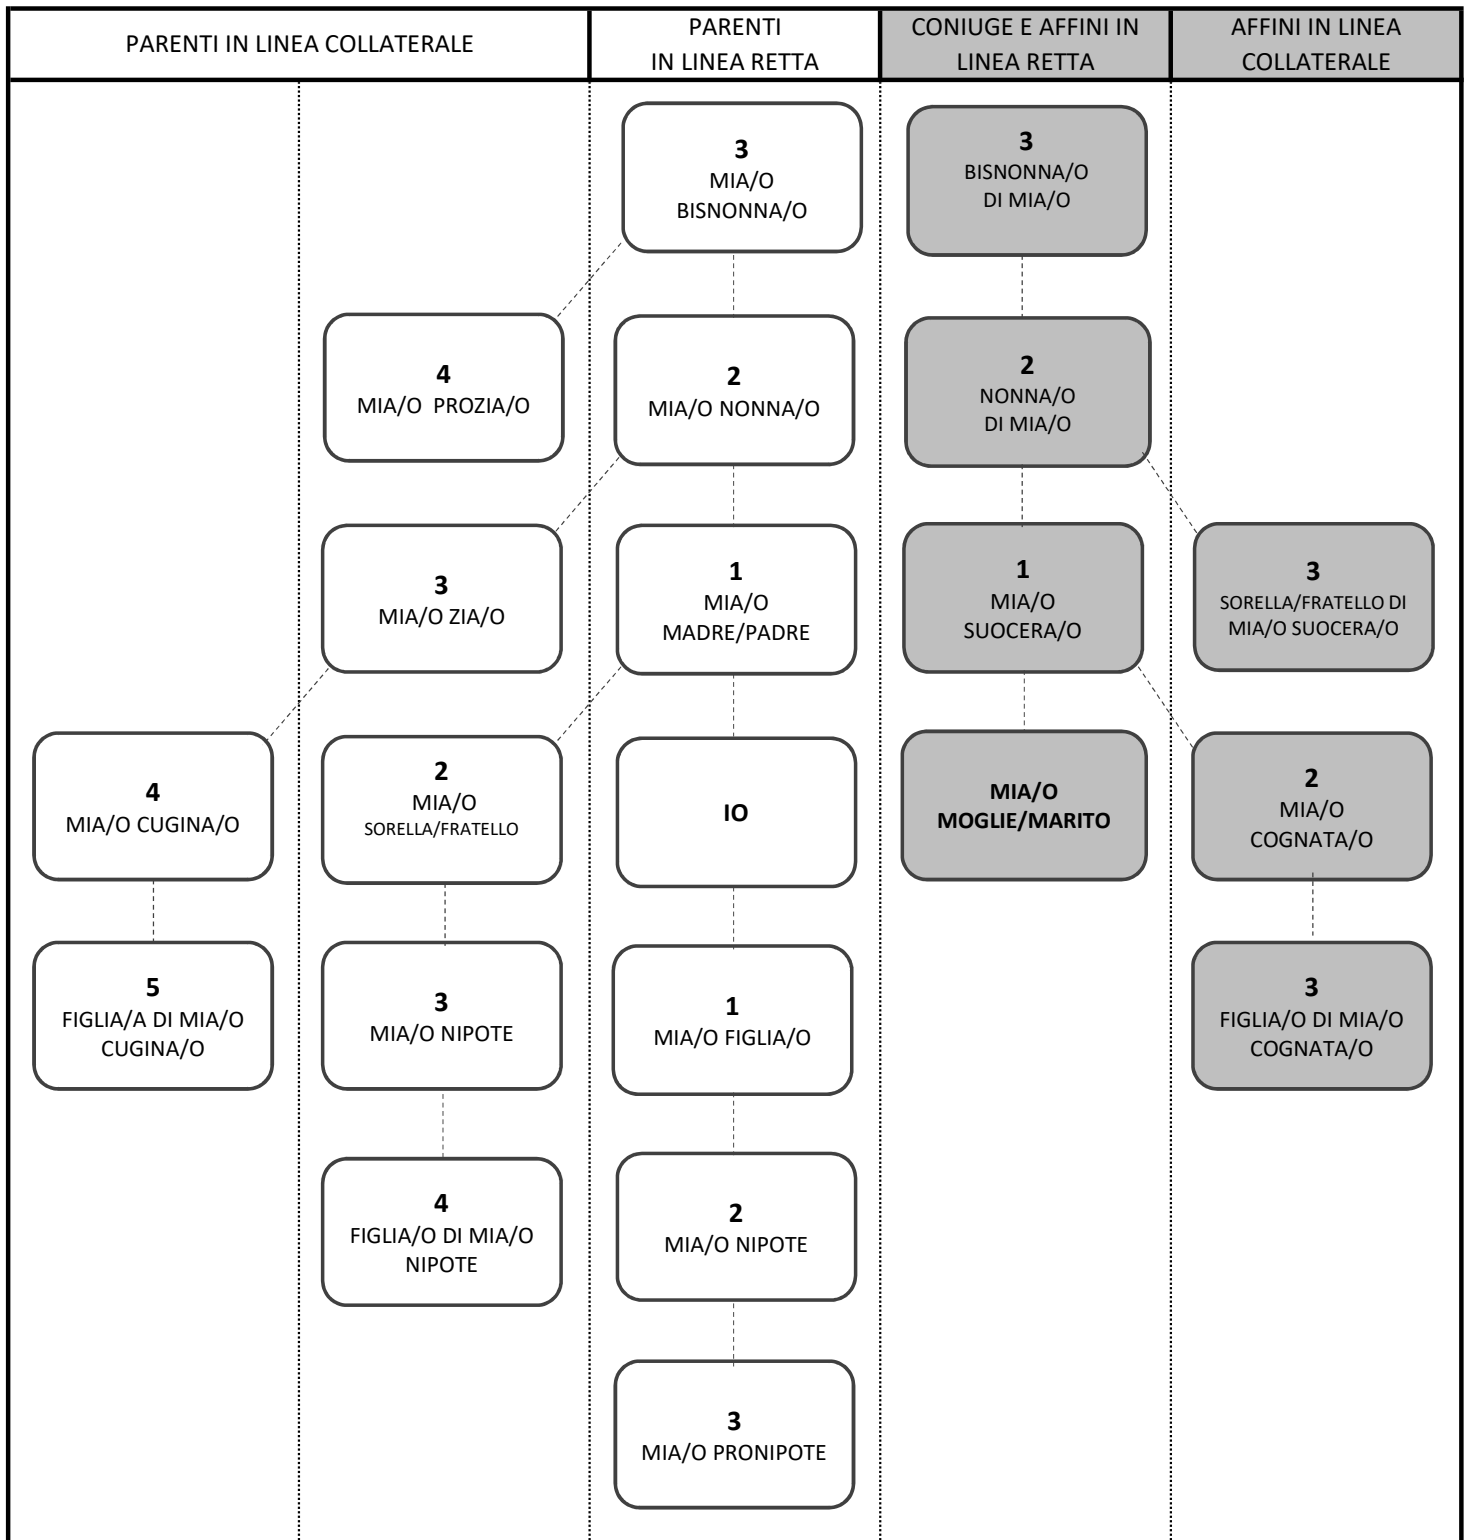 PARENTI IN LINEA COLLATERALE
PARENTI
IN LINEA RETTA
CONIUGE E AFFINI IN
LINEA RETTA
AFFINI IN LINEA
COLLATERALE
3
MIA/O
BISNONNA/O
3
BISNONNA/O
DI MIA/O
4
MIA/O PROZIA/O
2
MIA/O NONNA/O
2
NONNA/O
DI MIA/O
3
MIA/O ZIA/O
1
MIA/O
MADRE/PADRE
1
MIA/O
SUOCERA/O
3
SORELLA/FRATELLO DI
MIA/O SUOCERA/O
4
MIA/O CUGINA/O
2
MIA/O
SORELLA/FRATELLO
IO
MIA/O
MOGLIE/MARITO
2
MIA/O
COGNATA/O
5
FIGLIA/A DI MIA/O
CUGINA/O
3
MIA/O NIPOTE
1
MIA/O FIGLIA/O
3
FIGLIA/O DI MIA/O
COGNATA/O
4
FIGLIA/O DI MIA/O
NIPOTE
2
MIA/O NIPOTE
3
MIA/O PRONIPOTE